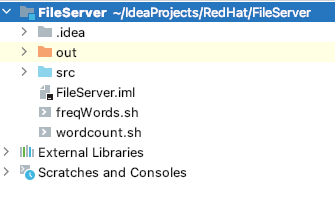 FileServer ~/IdeaProjects/RedHat/FileServer
.idea
out
src
FileServer.iml
freqWords.sh
wordcount.sh
External Libraries
Scratches and Consoles